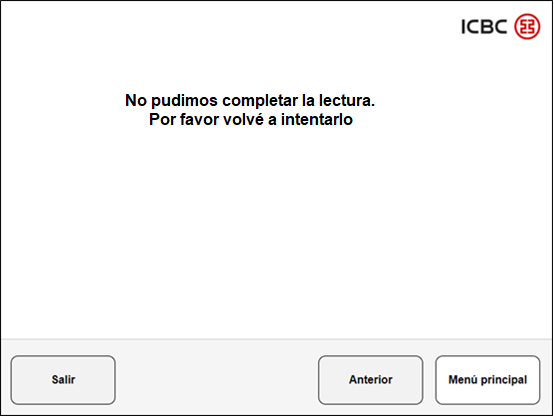 ICBC
No pudimos completar la lectura.
Por favor volvé a intentarlo
Salir
Anterior
Menú principal